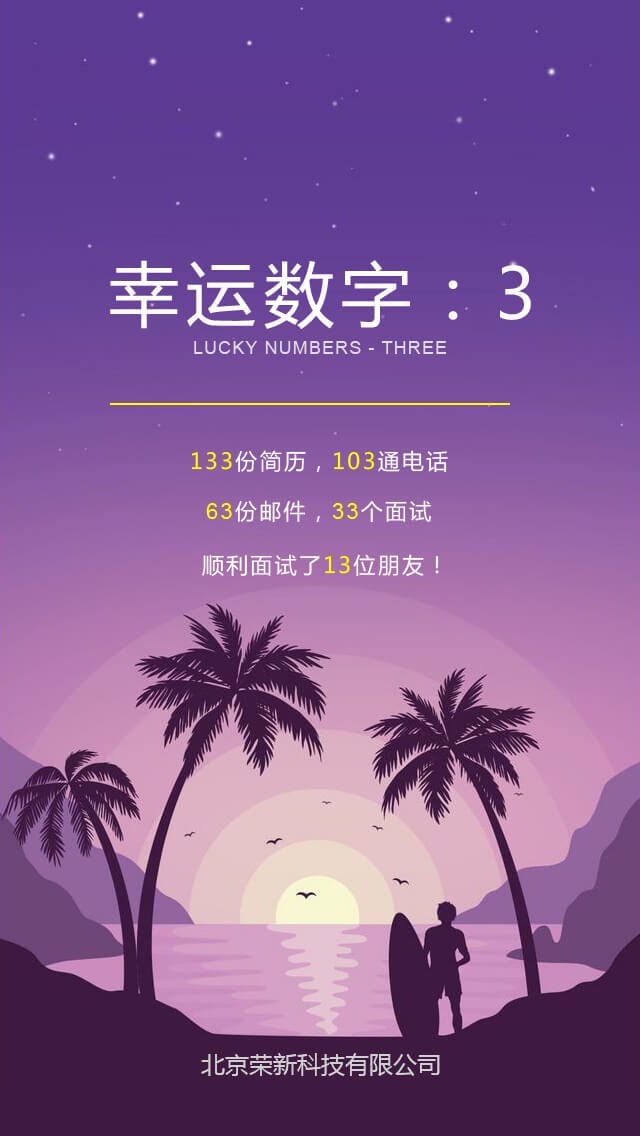 幸运数字：3
LUCKY NUMBERS - THREE
133份简历，103通电话
63份邮件，33个面试
顺利面试了13位朋友！
北京荣新科技有限公司